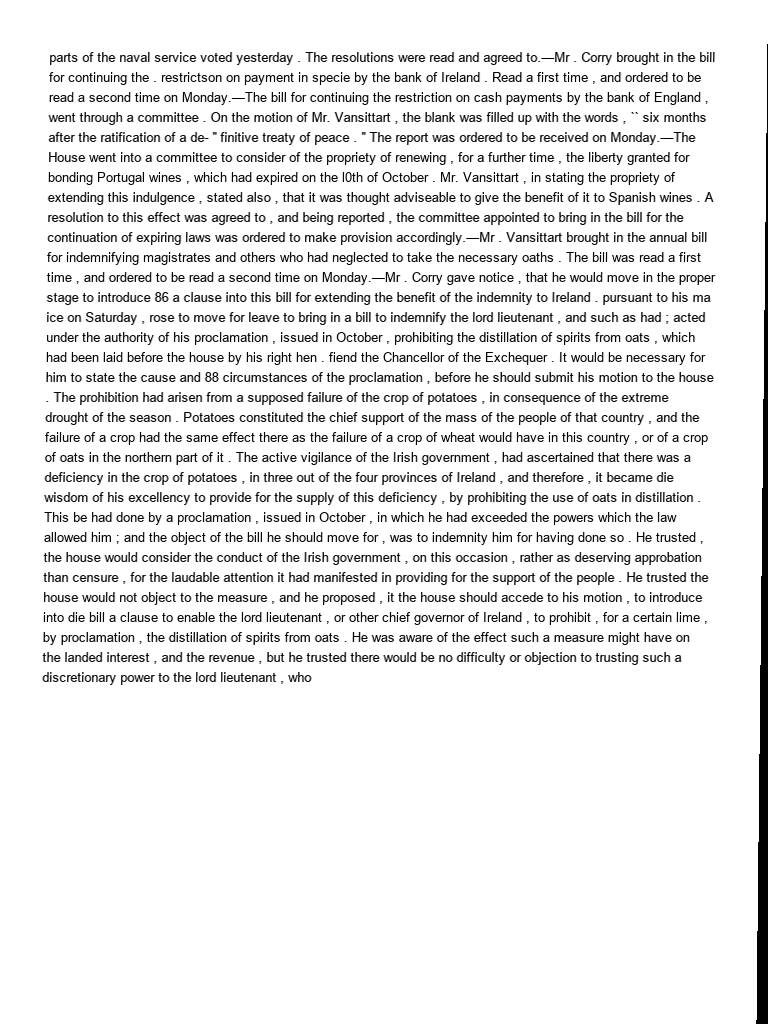 parts of the naval service voted yesterday . The resolutions were read and agreed to.—Mr . Corry brought in the bill
for continuing the . restrictson on payment in specie by the bank of Ireland . Read a first time , and ordered to be
read a second time on Monday.—The bill for continuing the restriction on cash payments by the bank of England ,
went through a committee . On the motion of Mr. Vansittart , the blank was filled up with the words , `` six months
after the ratification of a de- " finitive treaty of peace . " The report was ordered to be received on Monday.—The
House went into a committee to consider of the propriety of renewing , for a further time , the liberty granted for
bonding Portugal wines , which had expired on the l0th of October . Mr. Vansittart , in stating the propriety of
extending this indulgence , stated also , that it was thought adviseable to give the benefit of it to Spanish wines . A
resolution to this effect was agreed to , and being reported , the committee appointed to bring in the bill for the
continuation of expiring laws was ordered to make provision accordingly.—Mr . Vansittart brought in the annual bill
for indemnifying magistrates and others who had neglected to take the necessary oaths . The bill was read a first
time , and ordered to be read a second time on Monday.—Mr . Corry gave notice , that he would move in the proper
stage to introduce 86 a clause into this bill for extending the benefit of the indemnity to Ireland . pursuant to his ma
ice on Saturday , rose to move for leave to bring in a bill to indemnify the lord lieutenant , and such as had ; acted
under the authority of his proclamation , issued in October , prohibiting the distillation of spirits from oats , which
had been laid before the house by his right hen . fiend the Chancellor of the Exchequer . It would be necessary for
him to state the cause and 88 circumstances of the proclamation , before he should submit his motion to the house
. The prohibition had arisen from a supposed failure of the crop of potatoes , in consequence of the extreme
drought of the season . Potatoes constituted the chief support of the mass of the people of that country , and the
failure of a crop had the same effect there as the failure of a crop of wheat would have in this country , or of a crop
of oats in the northern part of it . The active vigilance of the Irish government , had ascertained that there was a
deficiency in the crop of potatoes , in three out of the four provinces of Ireland , and therefore , it became die
wisdom of his excellency to provide for the supply of this deficiency , by prohibiting the use of oats in distillation .
This be had done by a proclamation , issued in October , in which he had exceeded the powers which the law
allowed him ; and the object of the bill he should move for , was to indemnity him for having done so . He trusted ,
the house would consider the conduct of the Irish government , on this occasion , rather as deserving approbation
than censure , for the laudable attention it had manifested in providing for the support of the people . He trusted the
house would not object to the measure , and he proposed , it the house should accede to his motion , to introduce
into die bill a clause to enable the lord lieutenant , or other chief governor of Ireland , to prohibit , for a certain lime ,
by proclamation , the distillation of spirits from oats . He was aware of the effect such a measure might have on
the landed interest , and the revenue , but he trusted there would be no difficulty or objection to trusting such a
discretionary power to the lord lieutenant , who